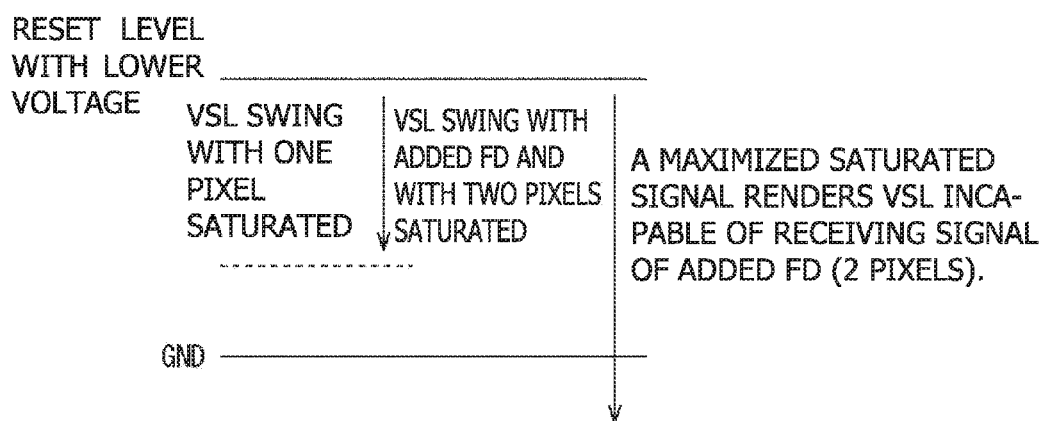 RESET LEVEL
WITH LOWER
VOLTAGE
VSL SWING
WITH ONE
PIXEL
SATURATED
VSL SWING WITH
ADDED FD AND
WITH TWO PIXELS
SATURATED
A MAXIMIZED SATURATED
SIGNAL RENDERS VSL INCA-
PABLE OF RECEIVING SIGNAL
OF ADDED FD (2 PIXELS).
GND